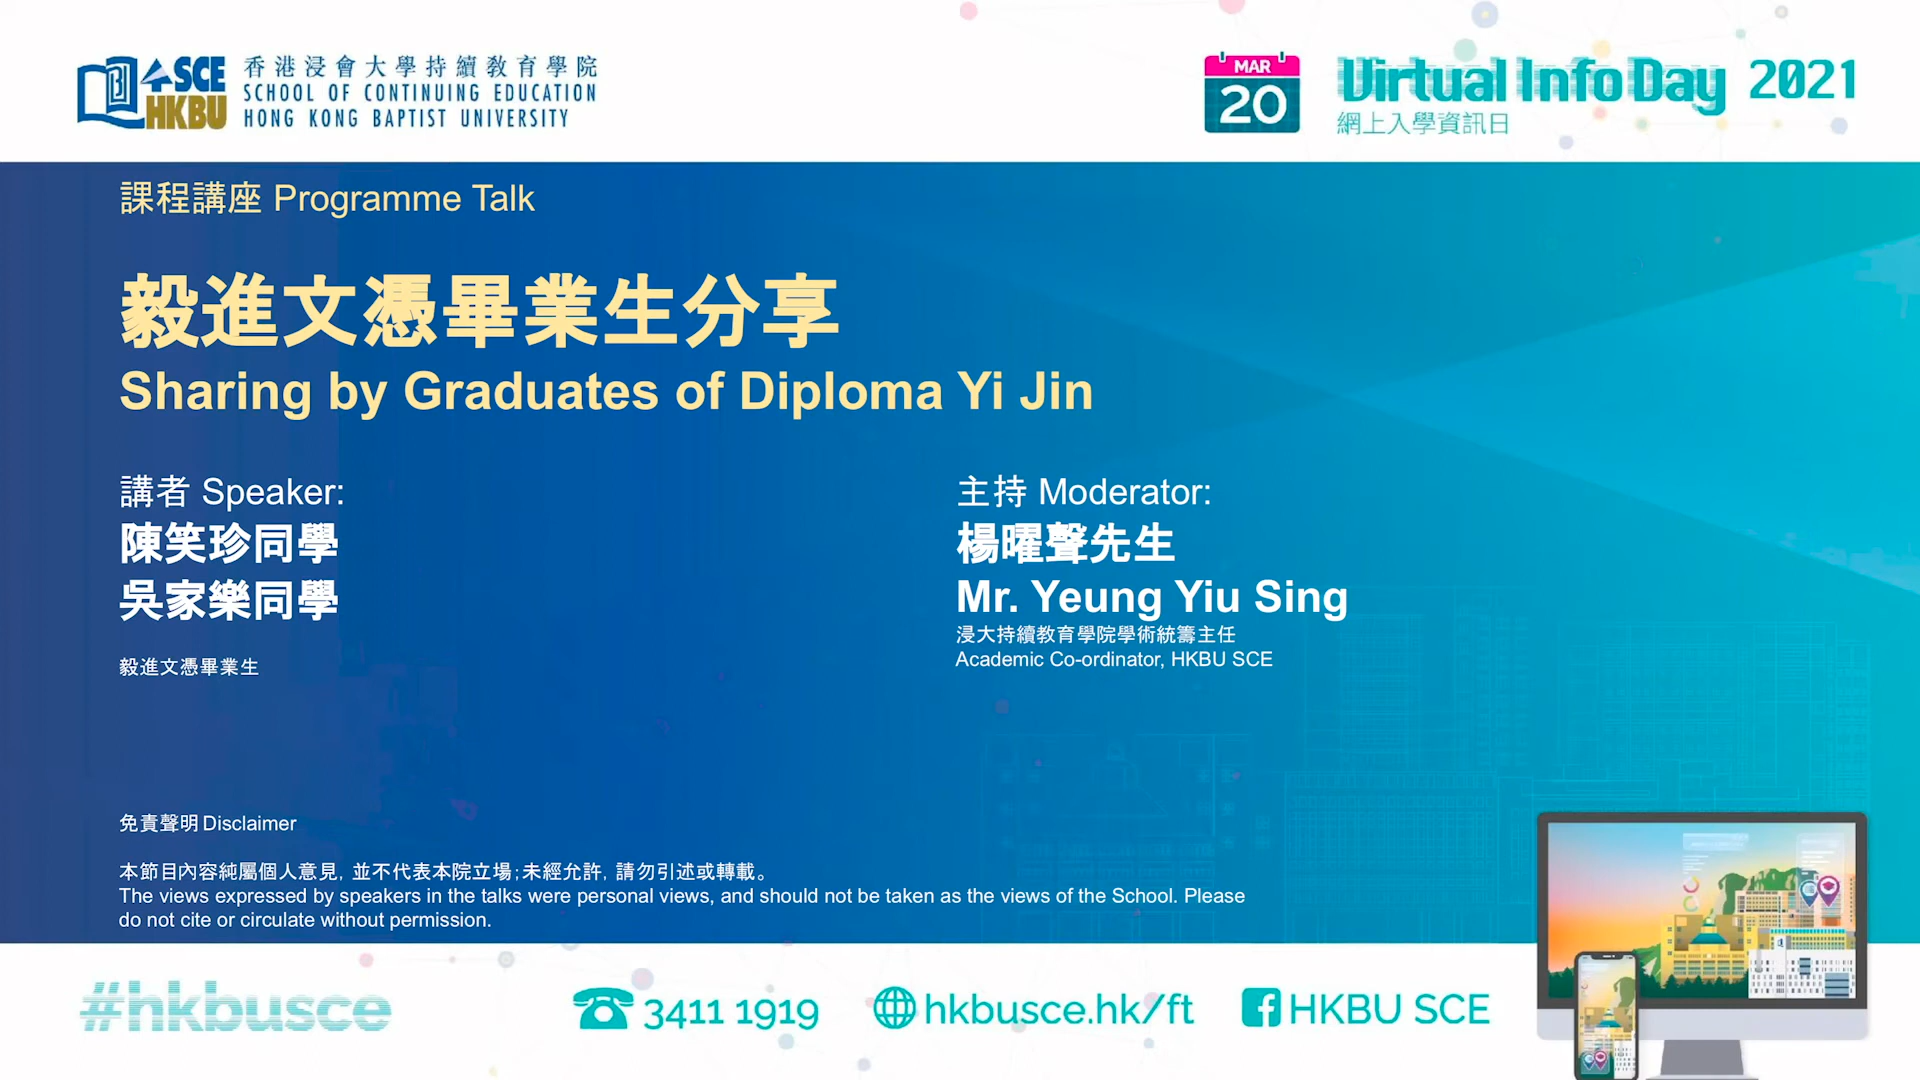 SCE
HKBU
香港浸會大學持續教育學院
SCHOOL OF CONTINUING EDUCATION
HONG KONG BAPTIST UNIVERSITY
MAR
20
Virtual Info Day 2021
網上入學資訊日
課程講座 Programme Talk
毅進文憑畢業生分享
Sharing by Graduates of Diploma Yi Jin
講者 Speaker:
陳笑珍同學
吳家樂同學
毅進文憑畢業生
主持 Moderator:
楊曜聲先生
Mr. Yeung Yiu Sing
浸大持續教育學院學術統籌主任
Academic Co-ordinator, HKBU SCE
免責聲明 Disclaimer
本節目內容純屬個人意見，並不代表本院立場；未經允許，請勿引述或轉載。
The views expressed by speakers in the talks were personal views, and should not be taken as the views of the School. Please
do not cite or circulate without permission.
#hkbusce
3411 1919
hkbusce.hk/ft
HKBU SCE